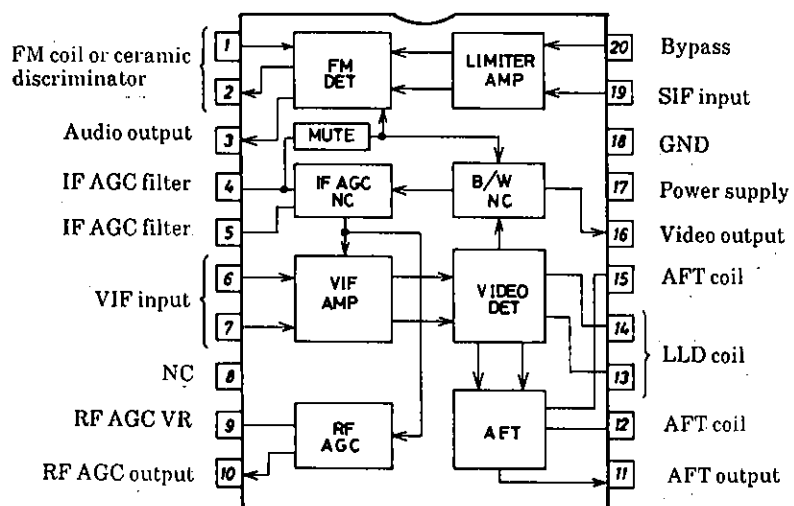 FM coil or ceramic
discriminator
Audio output
IF AGC filter
IF AGC filter
VIF input
NC
RF AGC VR
RF AGC output
1
2
3
4
5
6
7
8
9
10
FM
DET
LIMITER
AMP
MUTE
IF AGC
NC
B/W
NC
VIF
AMP
VIDEO
DET
RF
AGC
AFT
20
19
18
17
16
15
14
13
12
11
Bypass
SIF input
GND
Power supply
Video output
AFT coil
LLD coil
AFT coil
AFT output